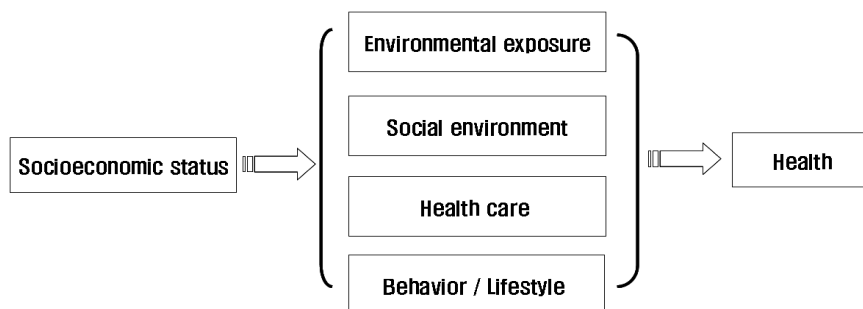 Environmental exposure
Social environment
Socioeconomic status
Health
Health care
Behavior / Lifestyle